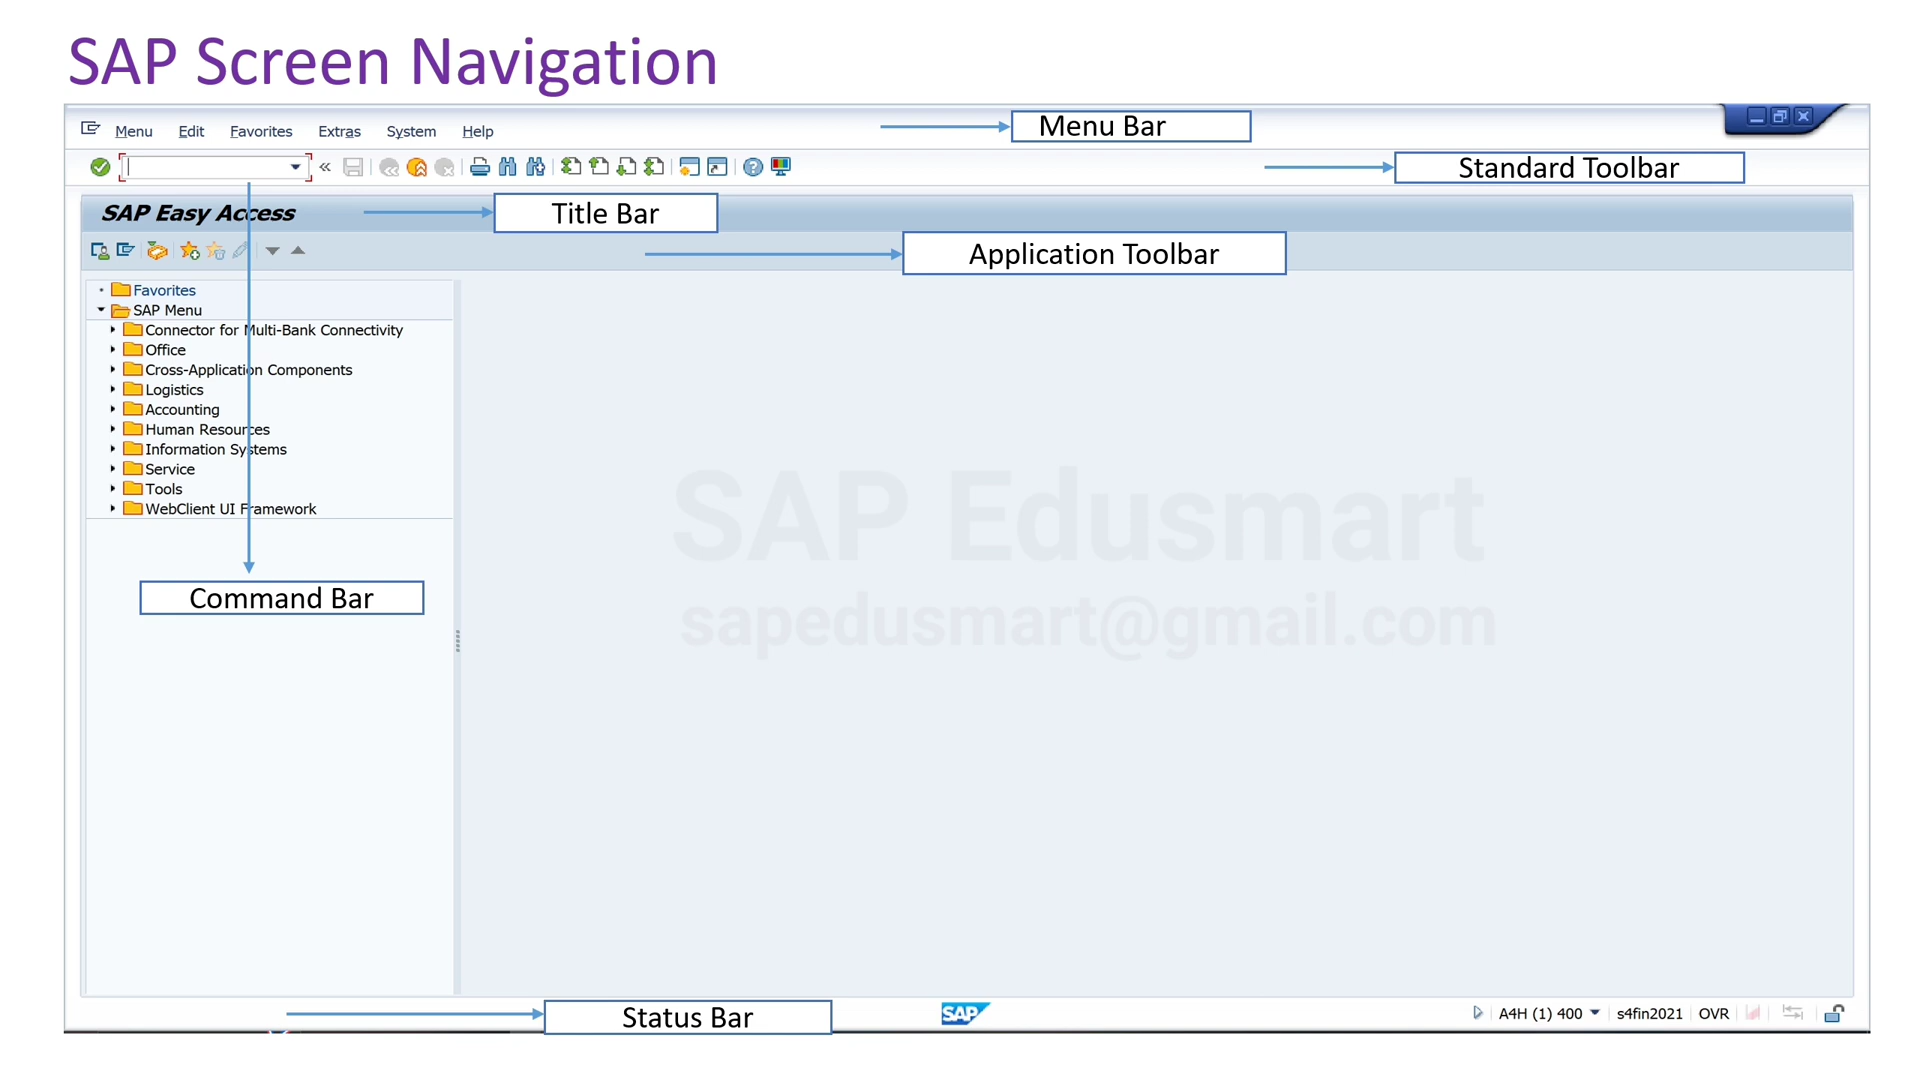 SAP Screen Navigation
Menu Edit Favorites Extras System Help
Menu Bar
Standard Toolbar
SAP Easy Access
Title Bar
Application Toolbar
Favorites
SAP Menu
Connector for Multi-Bank Connectivity
Office
Cross-Application Components
Logistics
Accounting
Human Resources
Information Systems
Service
Tools
WebClient UI Framework
Command Bar
SAP Edusmart
sapedusmart@gmail.com
Status Bar
SAP
A4H (1) 400 s4fin2021 OVR